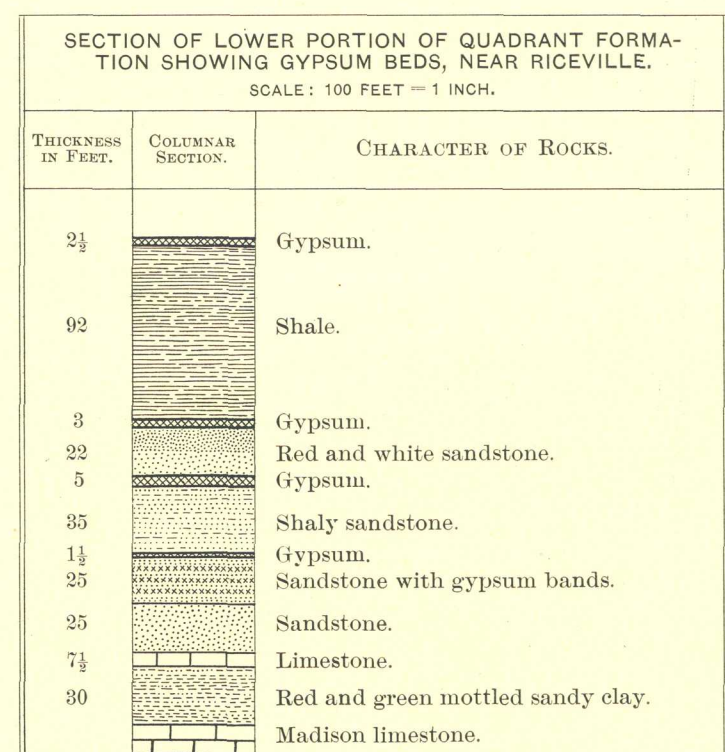 SECTION OF LOWER PORTION OF QUADRANT FORMA-
TION SHOWING GYPSUM BEDS, NEAR RICEVILLE.
SCALE: 100 FEET = 1 INCH.
THICKNESS IN FEET. COLUMNAR SECTION. CHARACTER OF ROCKS.
2½ Gypsum.
92 Shale.
3 Gypsum.
22 Red and white sandstone.
5 Gypsum.
35 Shaly sandstone.
1½ Gypsum.
25 Sandstone with gypsum bands.
25 Sandstone.
7½ Limestone.
30 Red and green mottled sandy clay.
Madison limestone.